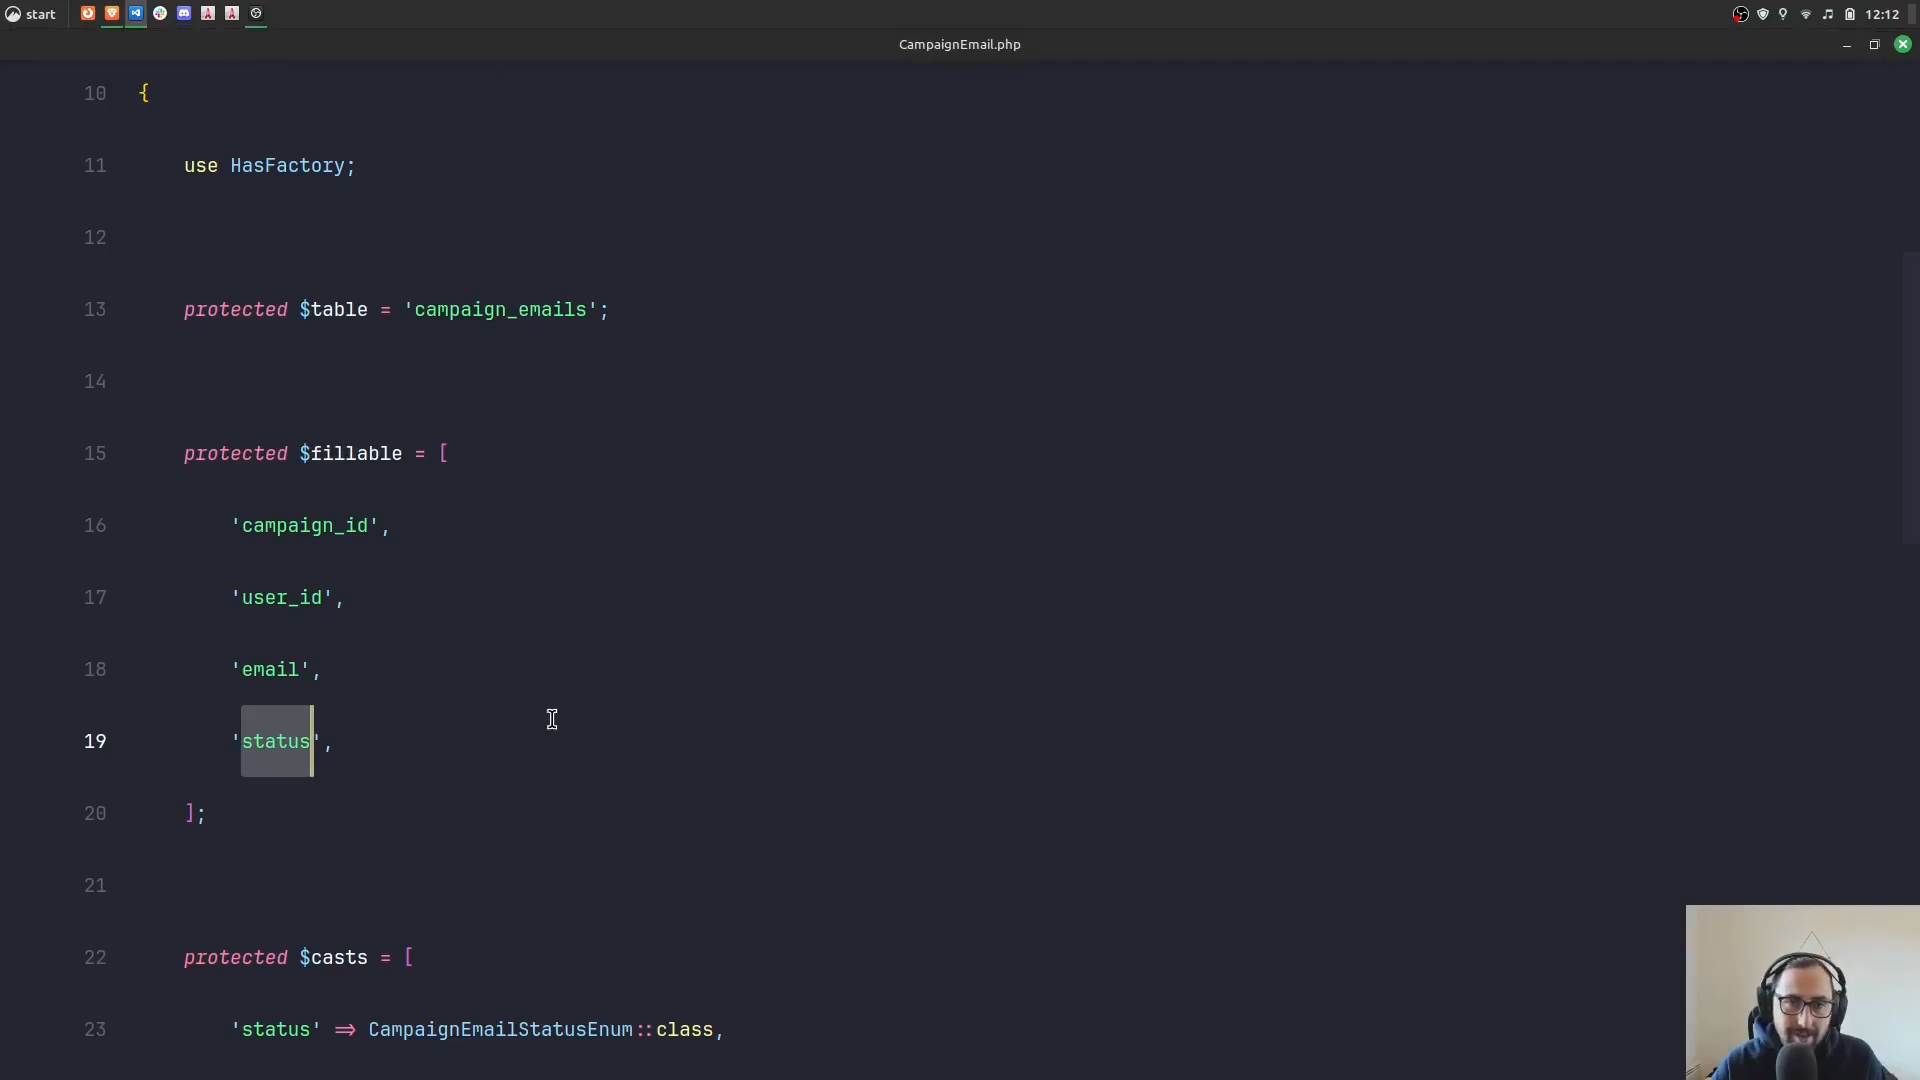 start
12:12
CampaignEmail.php
10 {
11 use HasFactory;
12
13 protected $table = 'campaign_emails';
14
15 protected $fillable = [
16 'campaign_id',
17 'user_id',
18 'email',
19 'status',
20 ];
21
22 protected $casts = [
23 'status' => CampaignEmailStatusEnum::class,